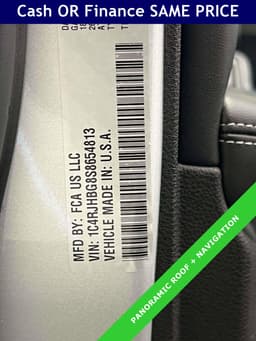 Cash OR Finance SAME PRICE
MFD BY: FCA US LLC
VIN: 1C4RJHBG8S8654813
VEHICLE MADE IN: U.S.A.
PANORAMIC ROOF + NAVIGATION